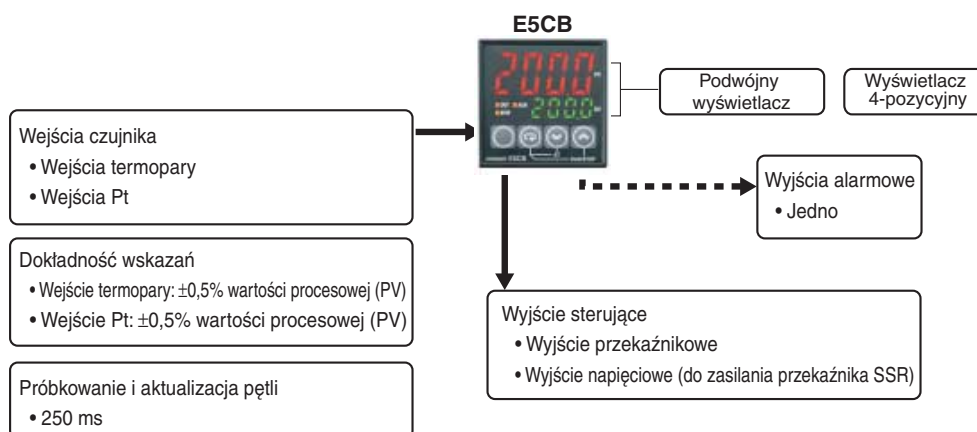 E5CB
2000
2000
Podwójny
wyświetlacz
Wyświetlacz
4-pozycyjny
Wejścia czujnika
• Wejścia termopary
• Wejścia Pt
Wyjścia alarmowe
• Jedno
Dokładność wskazań
• Wejście termopary: ±0,5% wartości procesowej (PV)
• Wejście Pt: ±0,5% wartości procesowej (PV)
Wyjście sterujące
• Wyjście przekaźnikowe
• Wyjście napięciowe (do zasilania przekaźnika SSR)
Próbkowanie i aktualizacja pętli
• 250 ms